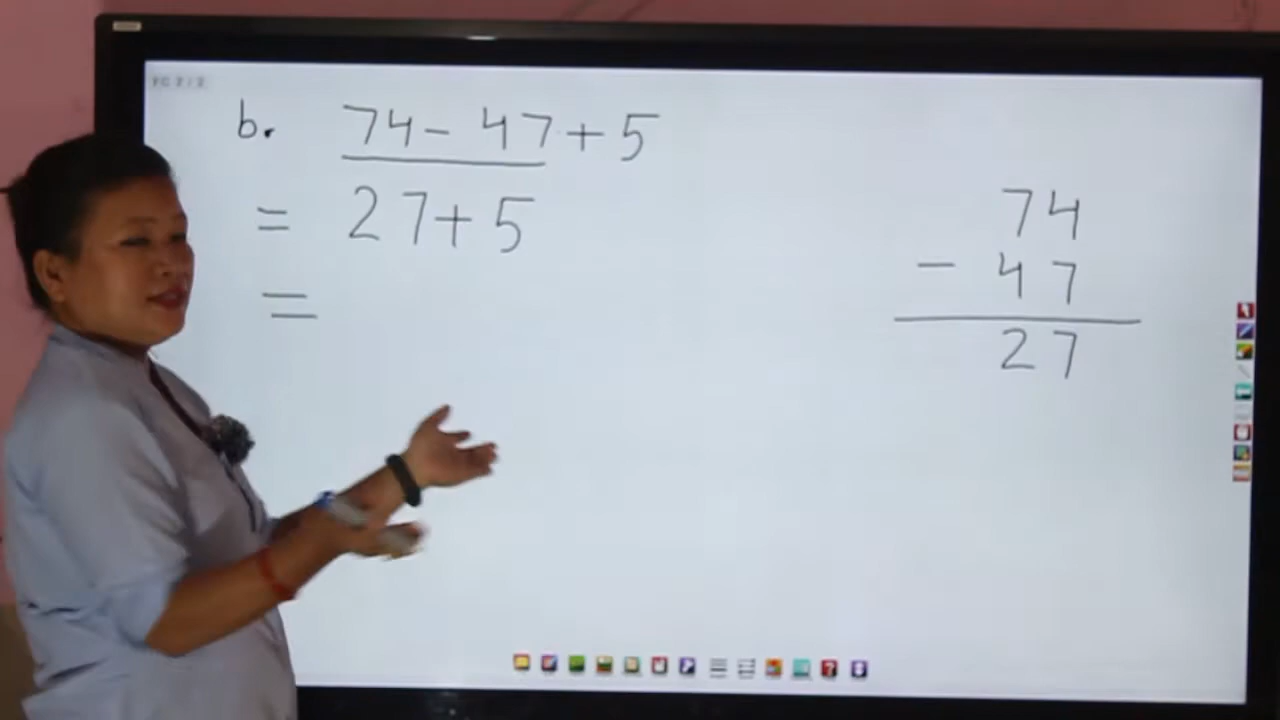 b. 74 - 47 + 5
= 27 + 5
=
74
- 47
27